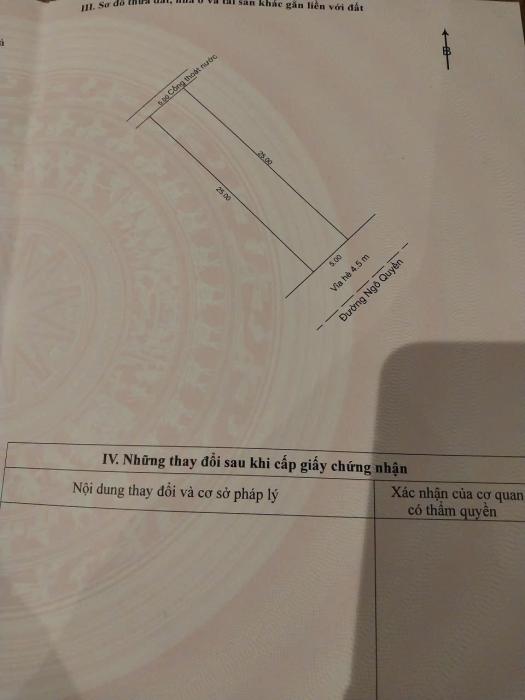 III. Sơ đồ thửa đất, nhà ở và tài sản khác gắn liền với đất
B
5.00 Cống thoát nước
25.00
25.00
5.00
Vỉa hè 4.5 m
Đường Ngô Quyền
IV. Những thay đổi sau khi cấp giấy chứng nhận
Nội dung thay đổi và cơ sở pháp lý
Xác nhận của cơ quan
có thẩm quyền